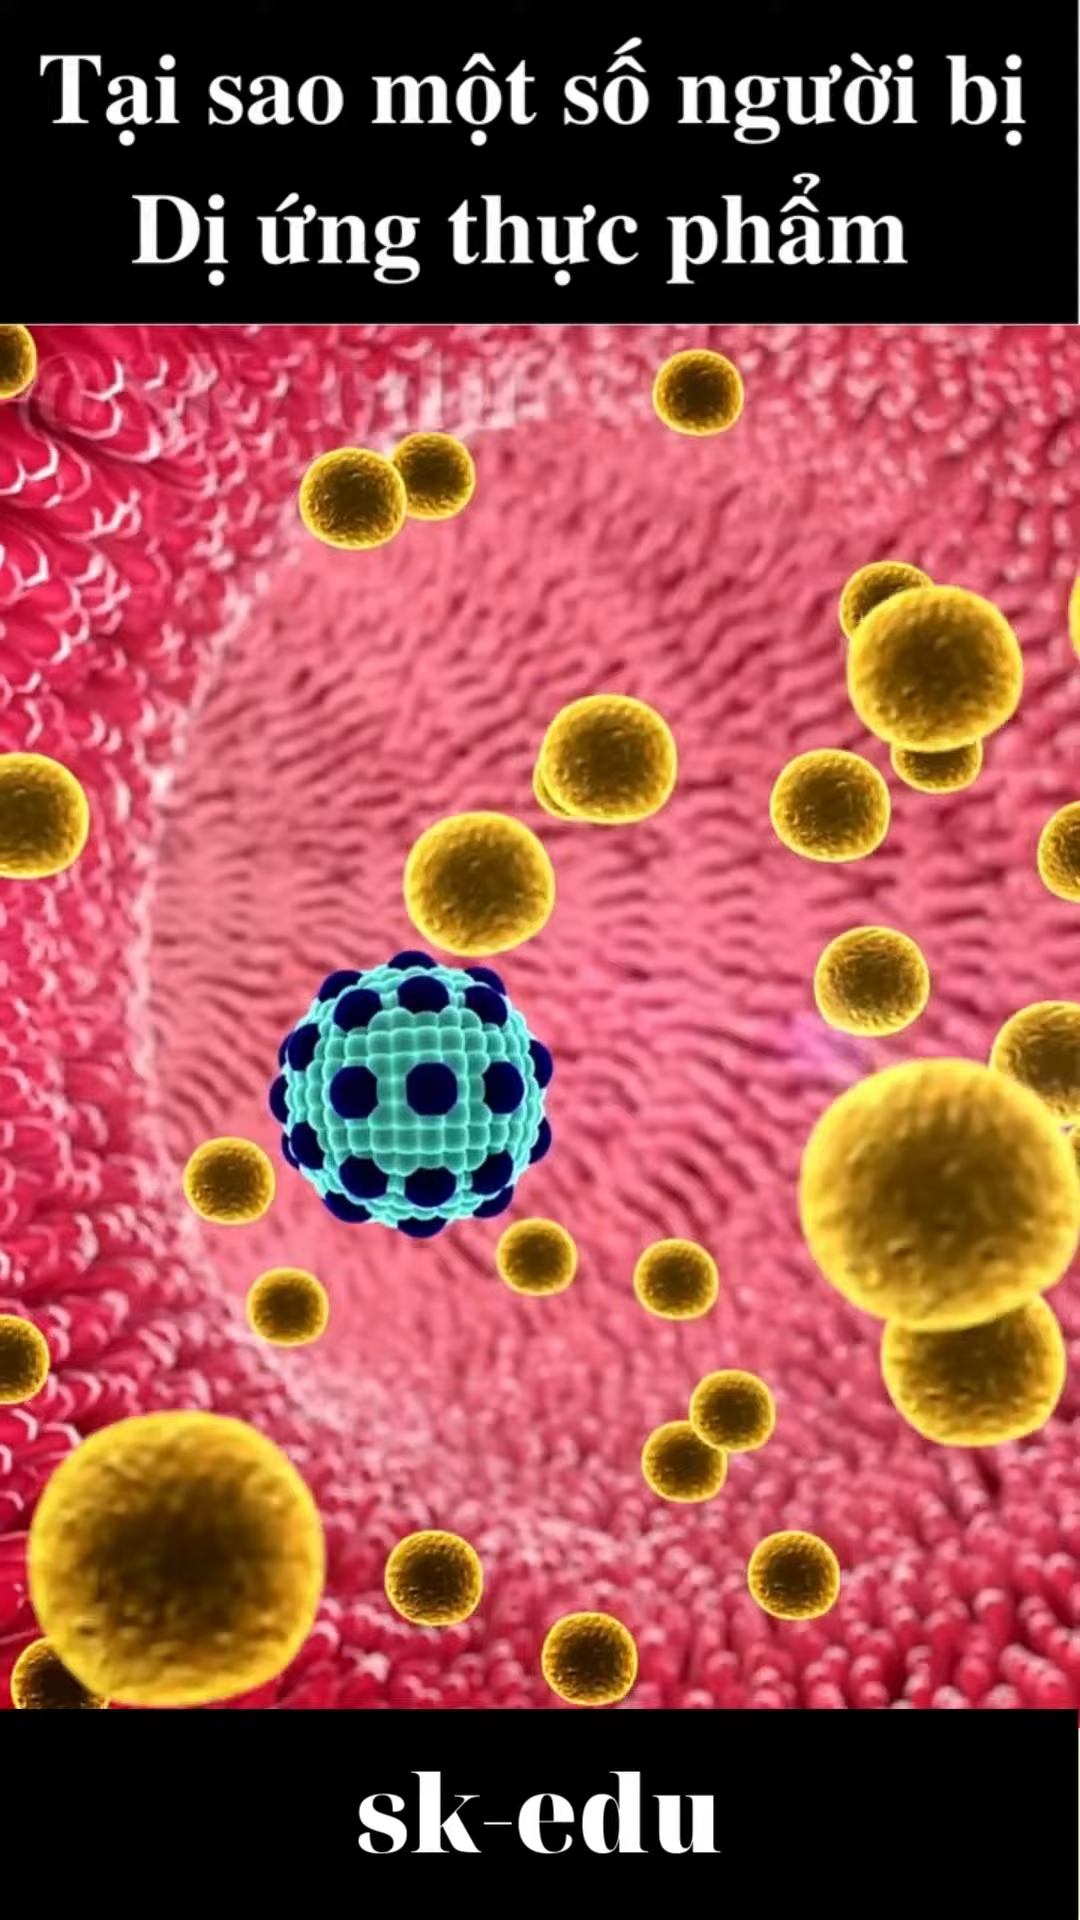 Tại sao một số người bị
Dị ứng thực phẩm
sk-edu